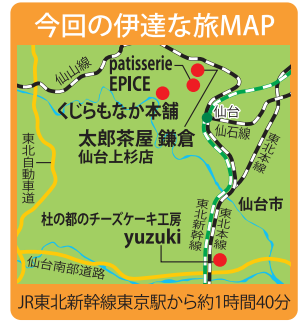 今回の伊達な旅MAP
仙山線
patisserie
EPICE
くじらもなか本舗
太郎茶屋 鎌倉
仙台上杉店
仙台
仙石線
東北本線
東北自動車道
仙台市
杜の都のチーズケーキ工房
yuzuki
東北新幹線
東北本線
仙台南部道路
JR東北新幹線東京駅から約1時間40分